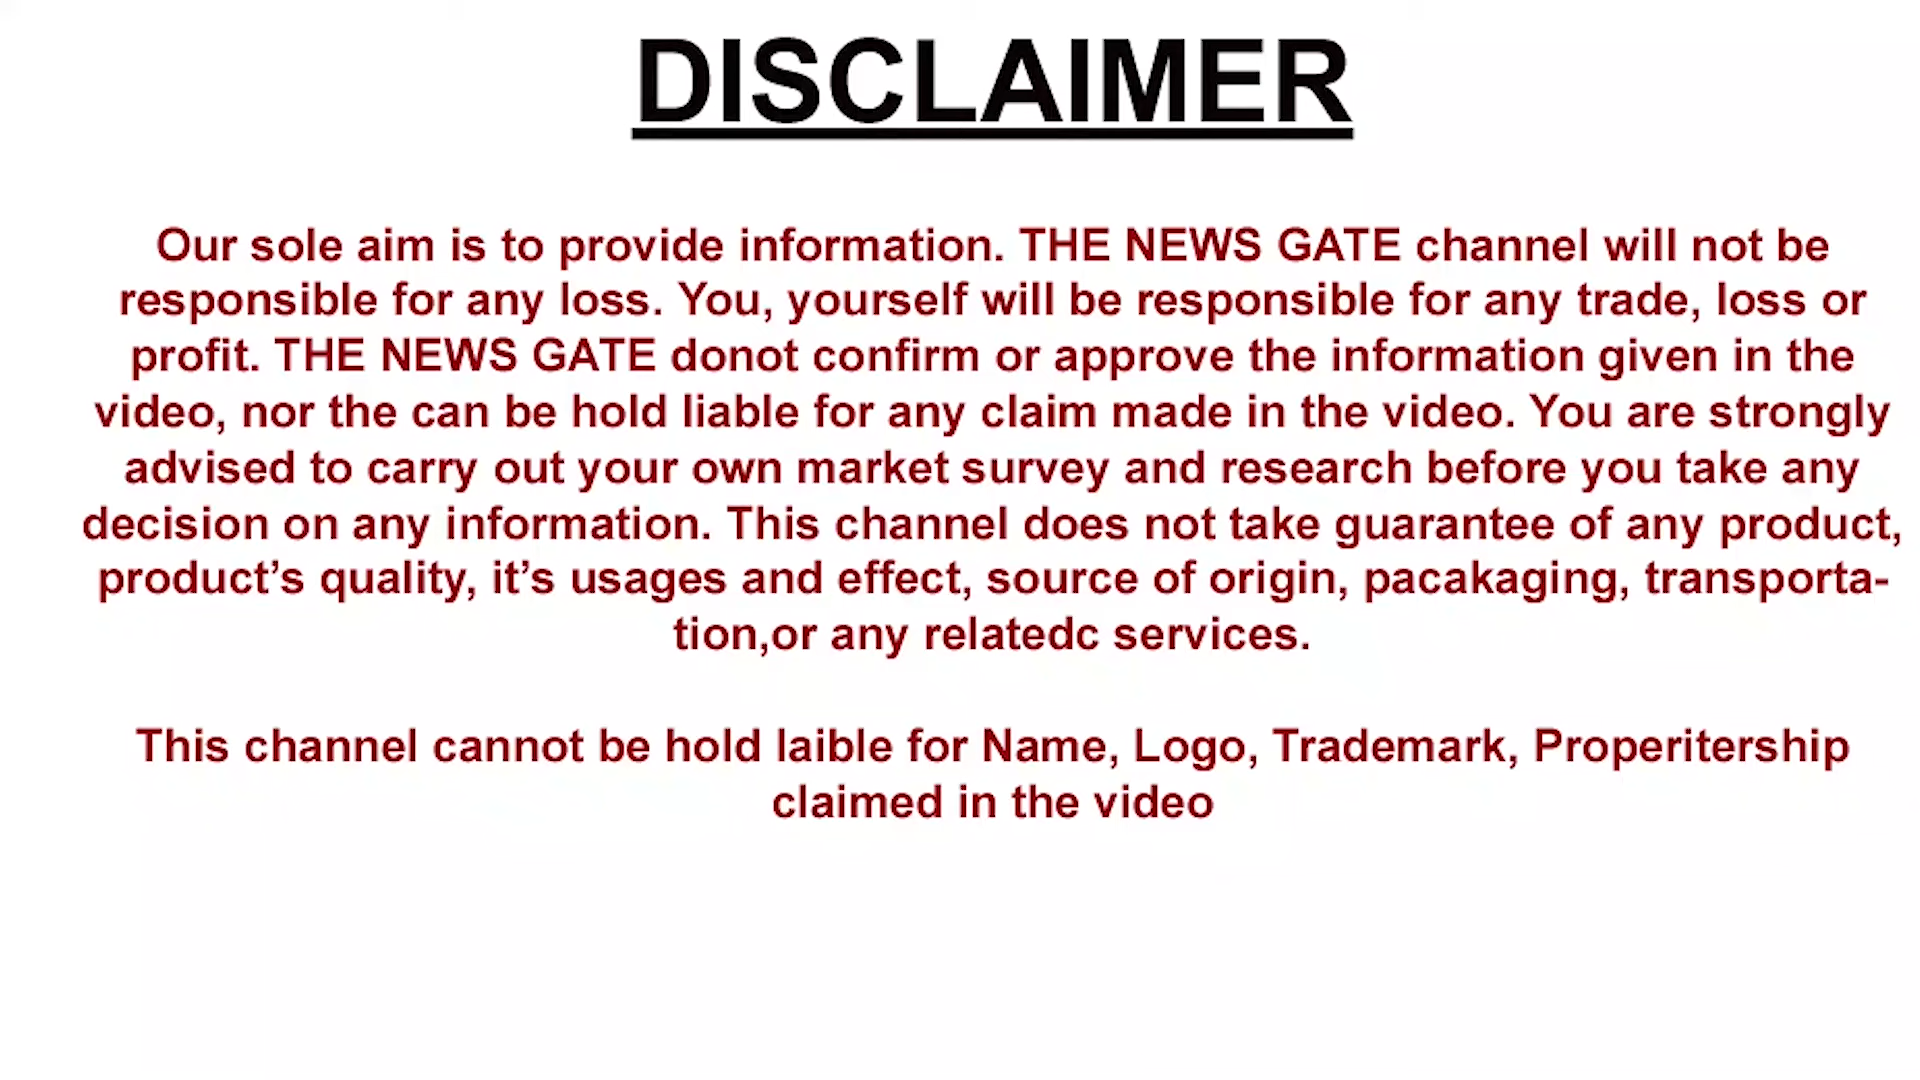 DISCLAIMER
Our sole aim is to provide information. THE NEWS GATE channel will not be
responsible for any loss. You, yourself will be responsible for any trade, loss or
profit. THE NEWS GATE donot confirm or approve the information given in the
video, nor the can be hold liable for any claim made in the video. You are strongly
advised to carry out your own market survey and research before you take any
decision on any information. This channel does not take guarantee of any product,
product’s quality, it’s usages and effect, source of origin, pacakaging, transporta-
tion,or any relatedc services.
This channel cannot be hold laible for Name, Logo, Trademark, Properitership
claimed in the video